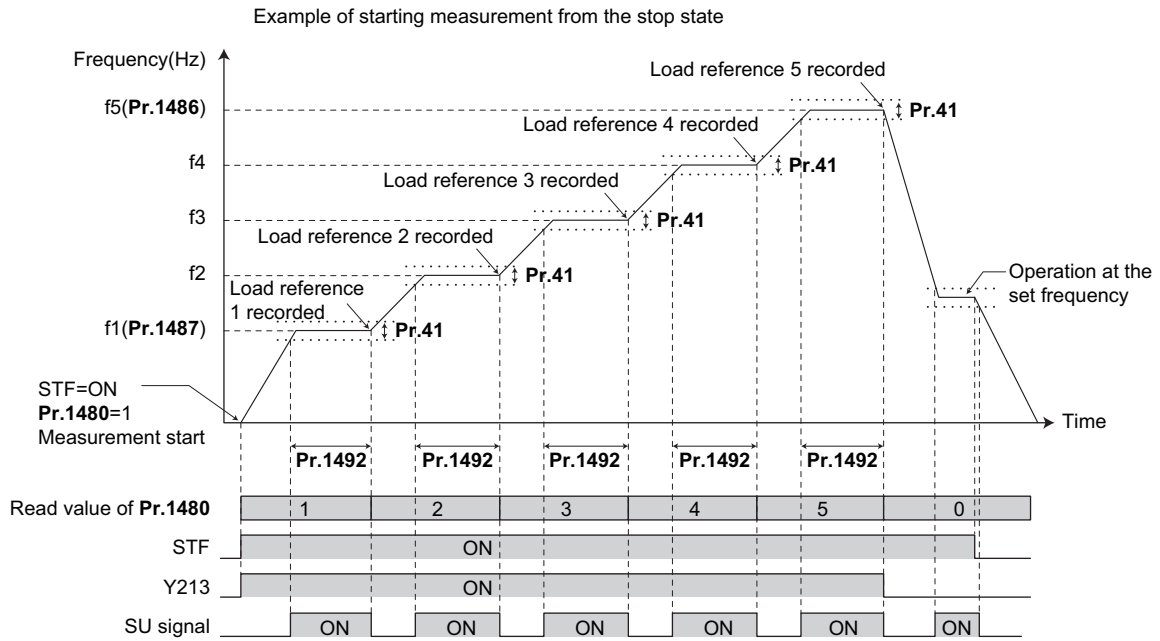 Example of starting measurement from the stop state
Frequency(Hz)
Load reference 5 recorded
f5(Pr.1486)
Pr.41
Load reference 4 recorded
f4
Pr.41
Load reference 3 recorded
f3
Pr.41
Load reference 2 recorded
f2
Pr.41
Operation at the
set frequency
Load reference
1 recorded
f1(Pr.1487)
Pr.41
STF=ON
Pr.1480=1
Measurement start
Time
Pr.1492 Pr.1492 Pr.1492 Pr.1492 Pr.1492
Read value of Pr.1480 1 2 3 4 5 0
STF ON
Y213 ON
SU signal ON ON ON ON ON ON